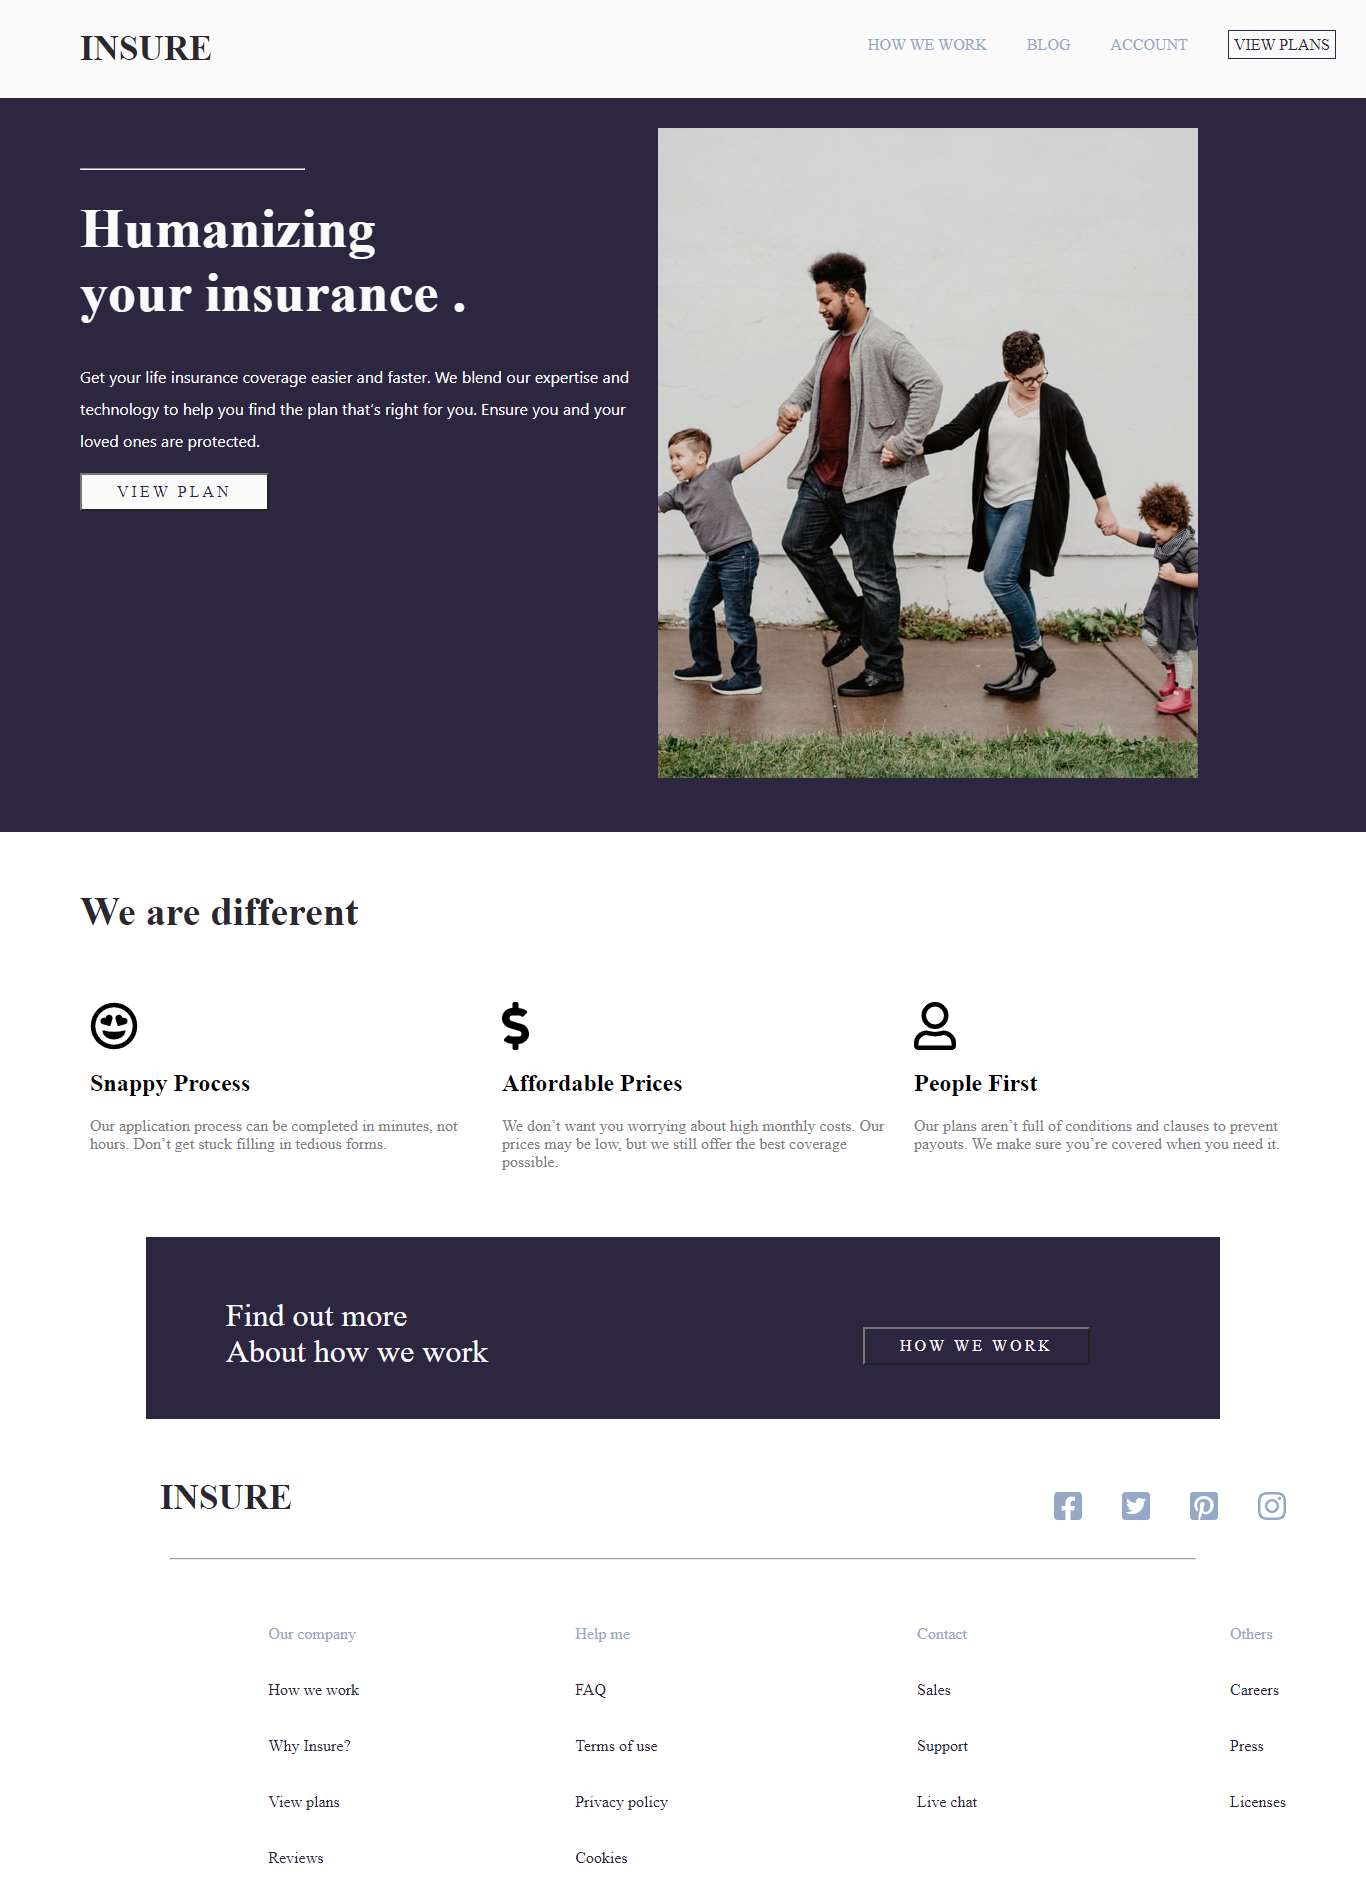 INSURE
HOW WE WORK BLOG ACCOUNT VIEW PLANS
Humanizing
your insurance .
Get your life insurance coverage easier and faster. We blend our expertise and
technology to help you find the plan that's right for you. Ensure you and your
loved ones are protected.
VIEW PLAN
We are different
Snappy Process
Our application process can be completed in minutes, not
hours. Don't get stuck filling in tedious forms.
Affordable Prices
We don't want you worrying about high monthly costs. Our
prices may be low, but we still offer the best coverage
possible.
People First
Our plans aren't full of conditions and clauses to prevent
payouts. We make sure you're covered when you need it.
Find out more
About how we work
HOW WE WORK
INSURE
Our company
How we work
Why Insure?
View plans
Reviews
Help me
FAQ
Terms of use
Privacy policy
Cookies
Contact
Sales
Support
Live chat
Others
Careers
Press
Licenses